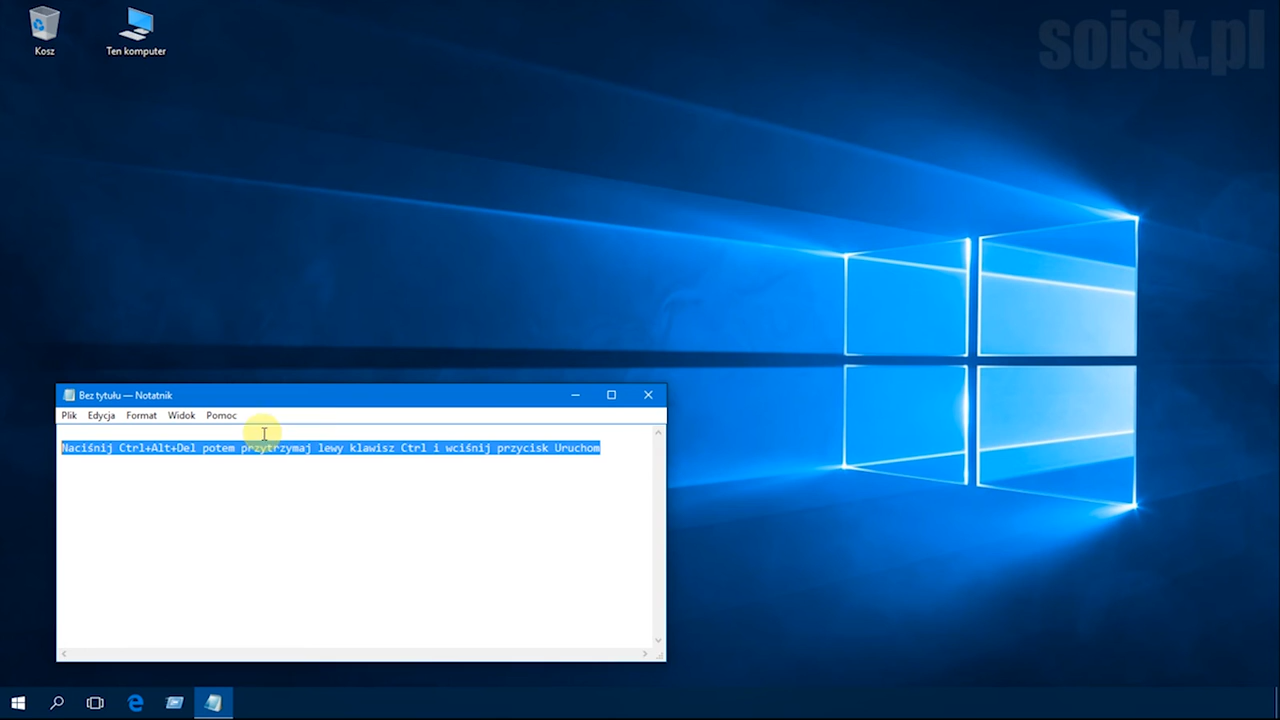 soisk.pl
Kosz
Ten komputer
Bez tytułu — Notatnik
Plik Edycja Format Widok Pomoc
Naciśnij Ctrl+Alt+Del potem przytrzymaj lewy klawisz Ctrl i wciśnij przycisk Uruchom